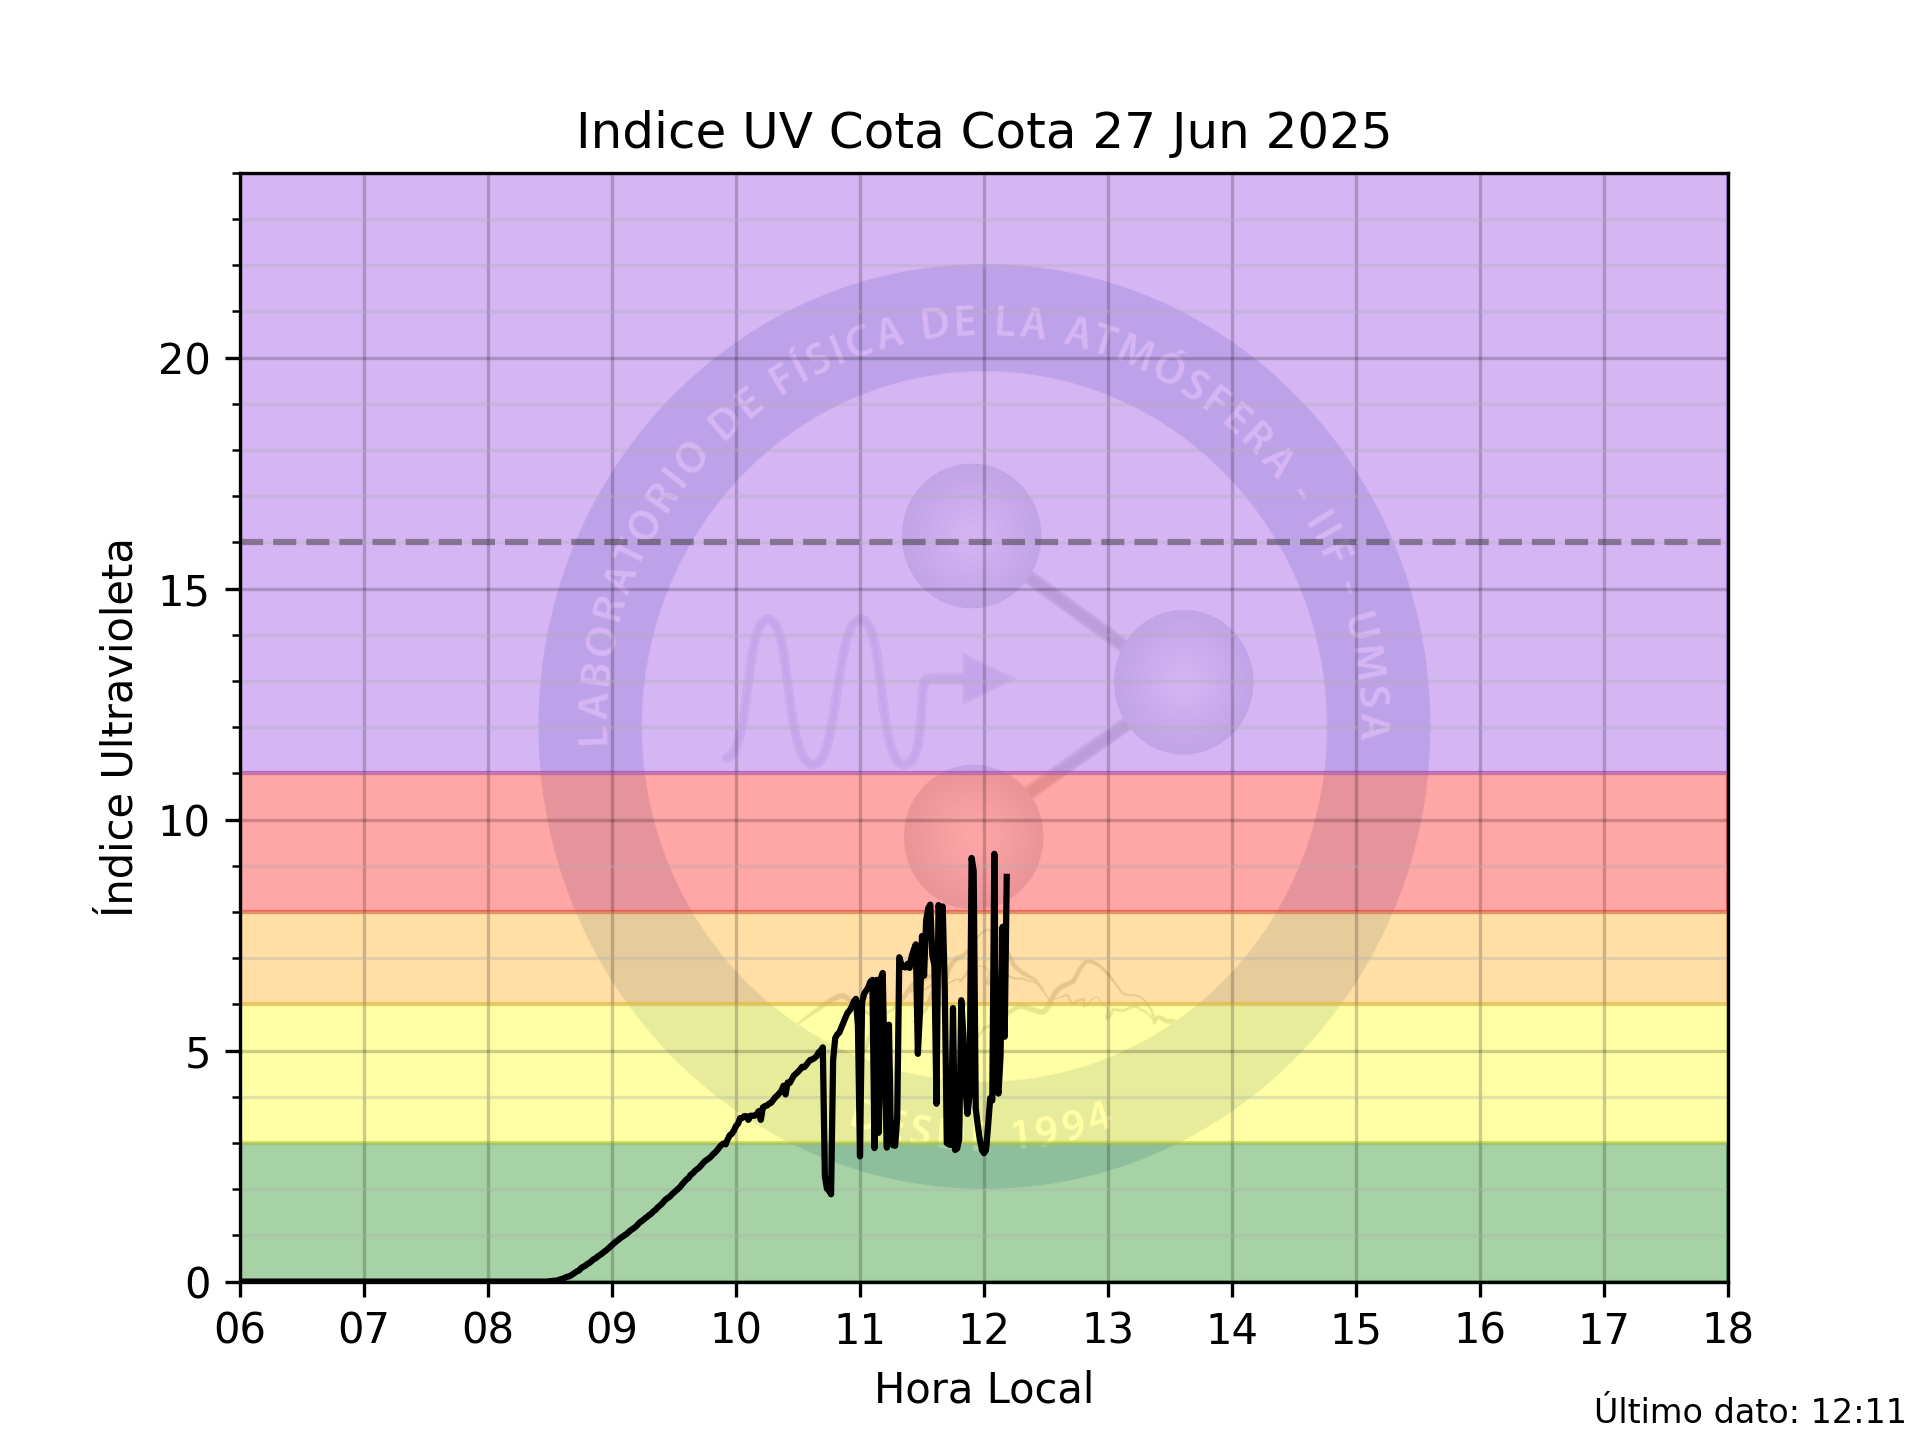 Indice UV Cota Cota 27 Jun 2025
LABORATORIO DE FÍSICA DE LA ATMÓSFERA - IIF - UMSA
20
15
10
5
0
Índice Ultravioleta
1994
06 07 08 09 10 11 12 13 14 15 16 17 18
Hora Local
Último dato: 12:11